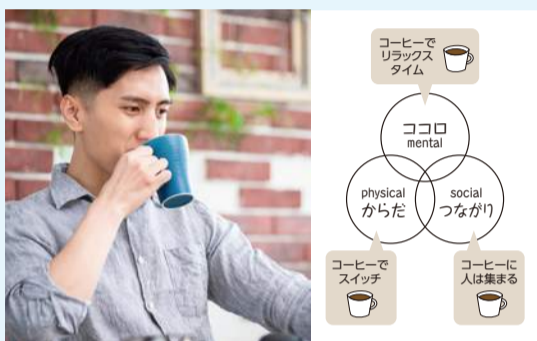 コーヒーで
リラックス
タイム
ココロ
mental
physical
からだ
social
つながり
コーヒーで
スイッチ
コーヒーに
人は集まる